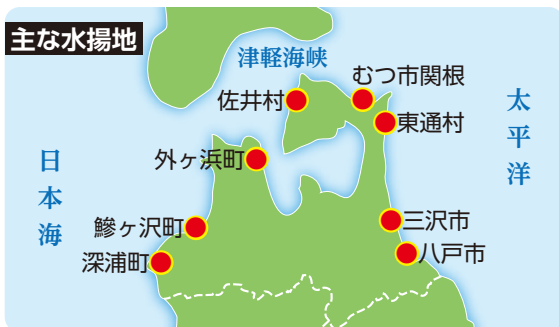 主な水揚地
津軽海峡
むつ市関根
佐井村
東通村
太平洋
外ヶ浜町
日本海
鰺ヶ沢町
三沢市
深浦町
八戸市